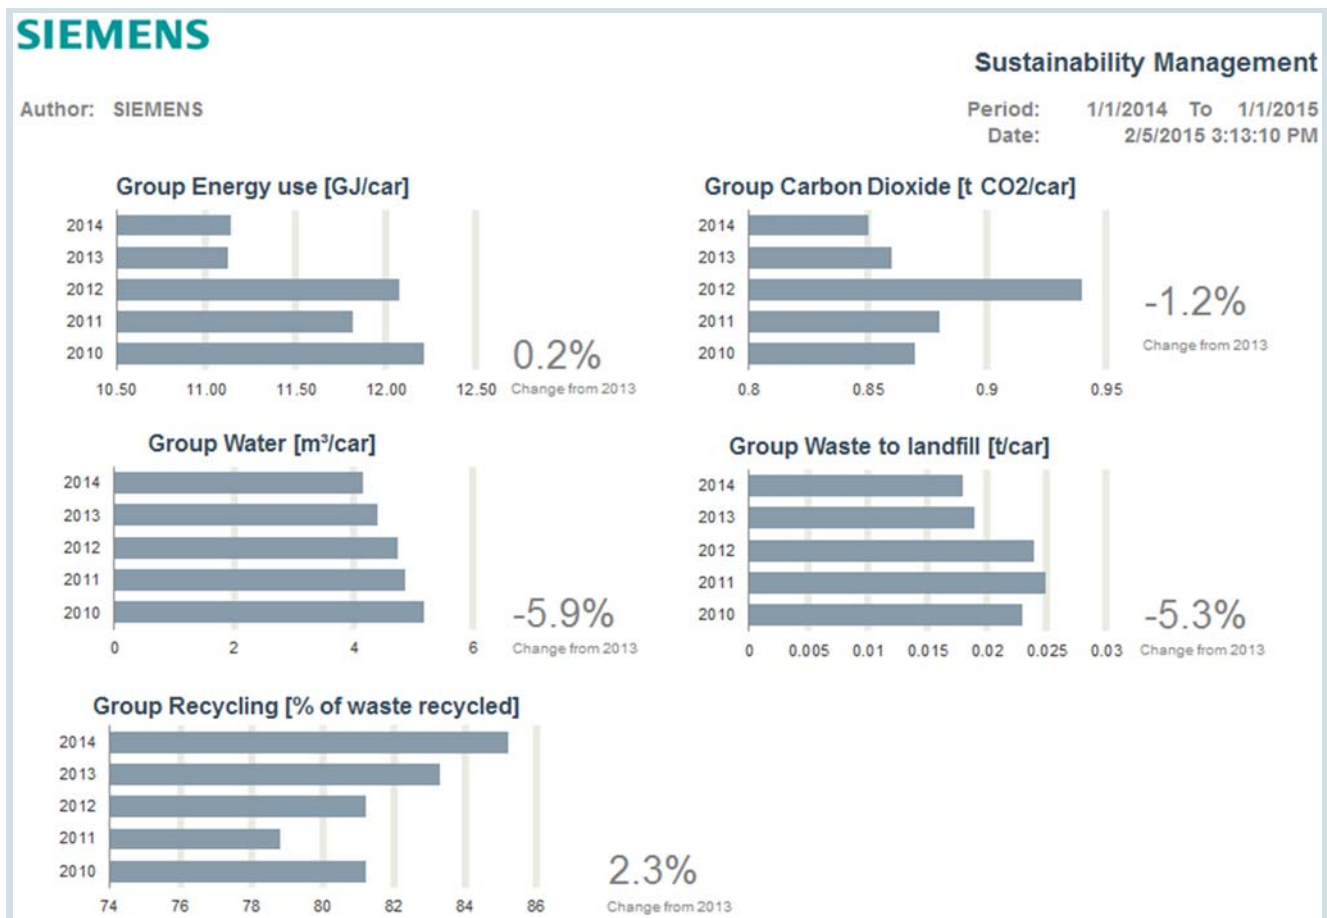 SIEMENS
Sustainability Management
Author: SIEMENS
Period: 1/1/2014 To 1/1/2015
Date: 2/5/2015 3:13:10 PM
Group Energy use [GJ/car]
2014
2013
2012
2011
2010
10.50 11.00 11.50 12.00 12.50
0.2%
Change from 2013
Group Carbon Dioxide [t CO2/car]
2014
2013
2012
2011
2010
0.8 0.85 0.9 0.95
-1.2%
Change from 2013
Group Water [m³/car]
2014
2013
2012
2011
2010
0 2 4 6
-5.9%
Change from 2013
Group Waste to landfill [t/car]
2014
2013
2012
2011
2010
0 0.005 0.01 0.015 0.02 0.025 0.03
-5.3%
Change from 2013
Group Recycling [% of waste recycled]
2014
2013
2012
2011
2010
74 76 78 80 82 84 86
2.3%
Change from 2013